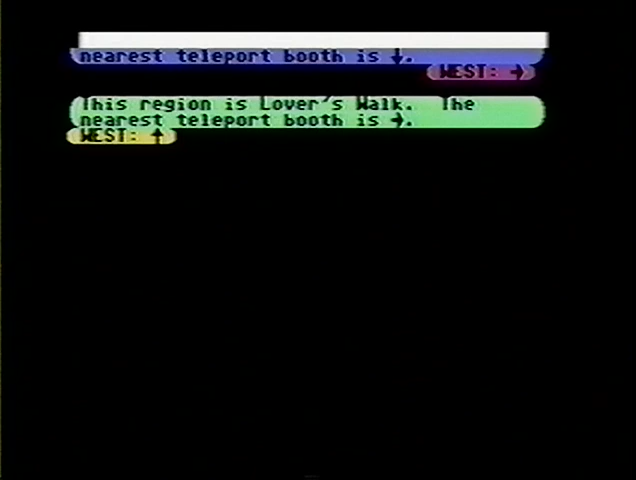 nearest teleport booth is ↓.
WEST: →
This region is Lover's Walk.  The
nearest teleport booth is →.
WEST: ↑